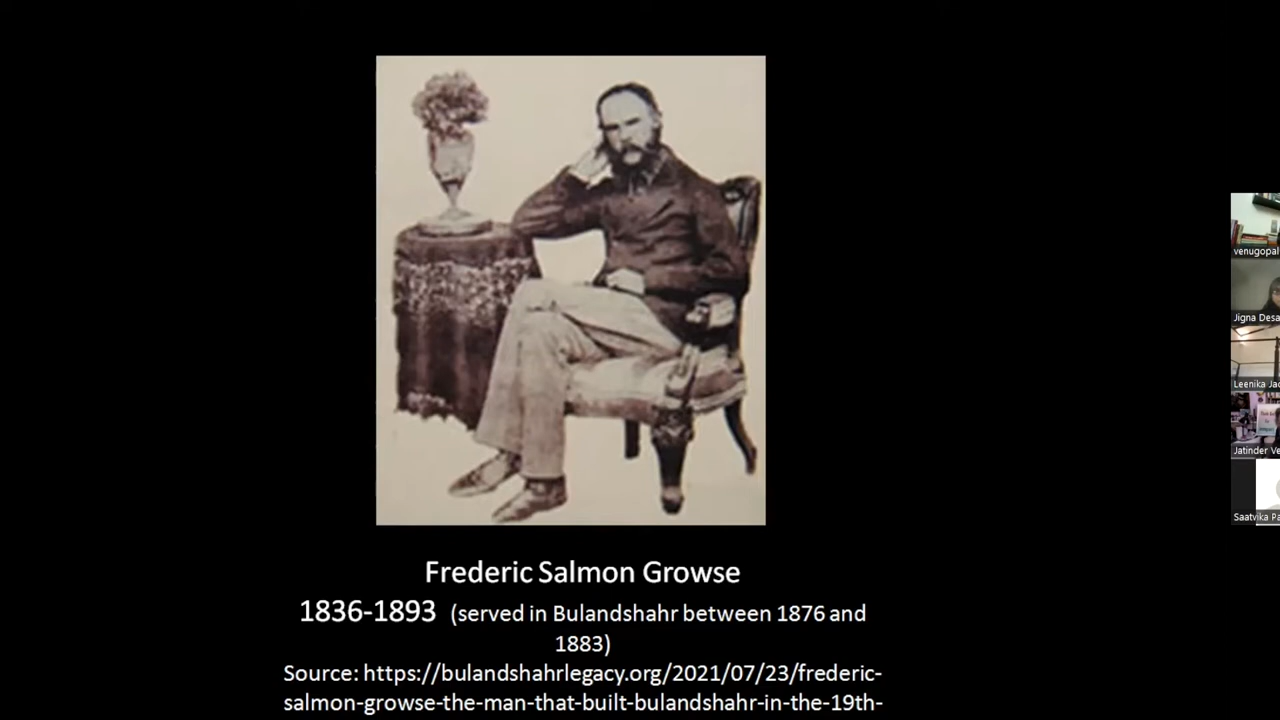 Frederic Salmon Growse
1836-1893 (served in Bulandshahr between 1876 and
1883)
Source: https://bulandshahrlegacy.org/2021/07/23/frederic-
salmon-growse-the-man-that-built-bulandshahr-in-the-19th-
venugopal
Jigna Desa
Leenika Jac
Jatinder Ve
Saatvika Pa